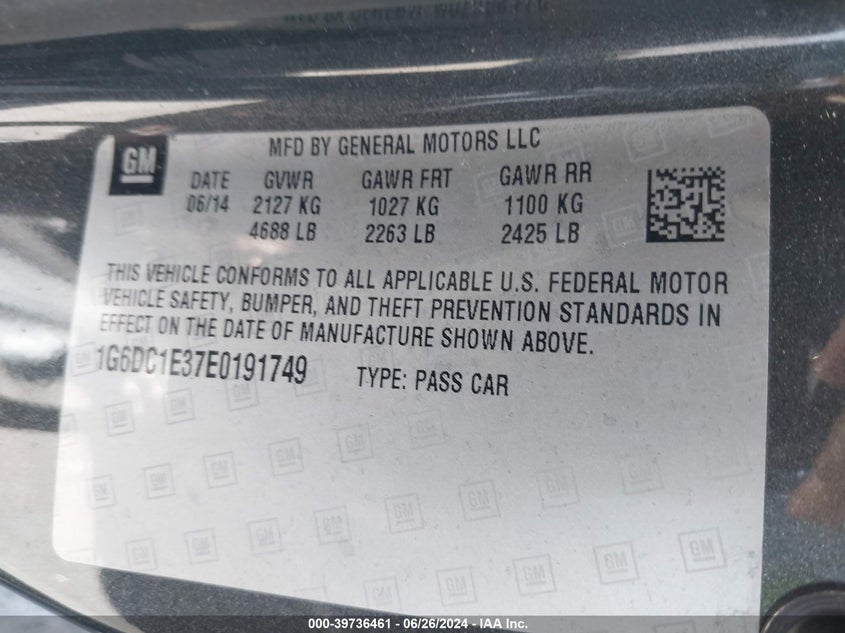 GM
MFD BY GENERAL MOTORS LLC
DATE GVWR GAWR FRT GAWR RR
06/14 2127 KG 1027 KG 1100 KG
4688 LB 2263 LB 2425 LB
THIS VEHICLE CONFORMS TO ALL APPLICABLE U.S. FEDERAL MOTOR
VEHICLE SAFETY, BUMPER, AND THEFT PREVENTION STANDARDS IN
EFFECT ON THE DATE OF MANUFACTURE SHOWN ABOVE.
1G6DC1E37E0191749 TYPE: PASS CAR
000-39736461 - 06/26/2024 - IAA Inc.